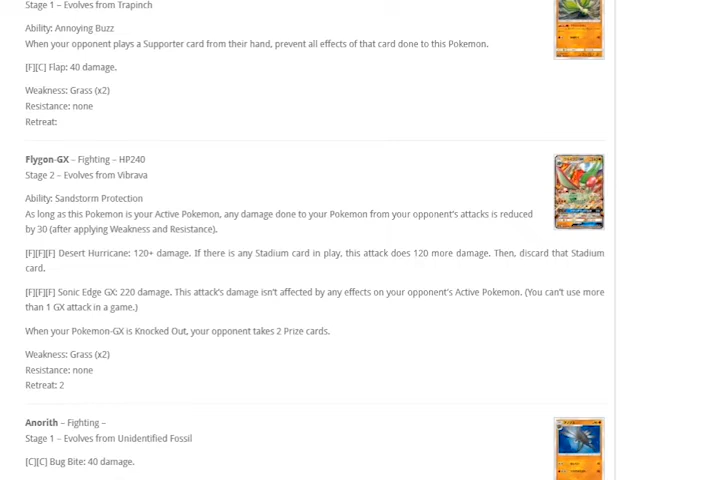 Stage 1 – Evolves from Trapinch
Ability: Annoying Buzz
When your opponent plays a Supporter card from their hand, prevent all effects of that card done to this Pokemon.
[F][C] Flap: 40 damage.
Weakness: Grass (x2)
Resistance: none
Retreat:
Flygon-GX – Fighting – HP240
Stage 2 – Evolves from Vibrava
Ability: Sandstorm Protection
As long as this Pokemon is your Active Pokemon, any damage done to your Pokemon from your opponent's attacks is reduced
by 30 (after applying Weakness and Resistance).
[F][F][F] Desert Hurricane: 120+ damage. If there is any Stadium card in play, this attack does 120 more damage. Then, discard that Stadium
card.
[F][F][F] Sonic Edge GX: 220 damage. This attack's damage isn't affected by any effects on your opponent's Active Pokemon. (You can't use more
than 1 GX attack in a game.)
When your Pokemon-GX is Knocked Out, your opponent takes 2 Prize cards.
Weakness: Grass (x2)
Resistance: none
Retreat: 2
Anorith – Fighting –
Stage 1 – Evolves from Unidentified Fossil
[C][C] Bug Bite: 40 damage.